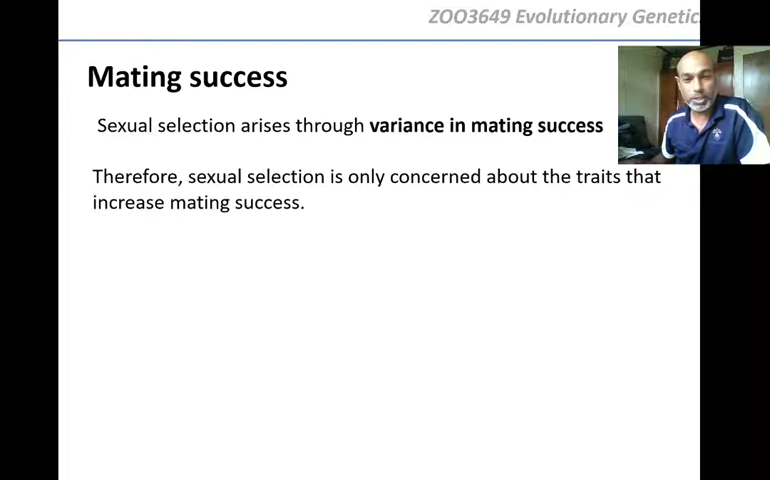 ZOO3649 Evolutionary Genetic
Mating success
Sexual selection arises through variance in mating success
Therefore, sexual selection is only concerned about the traits that
increase mating success.